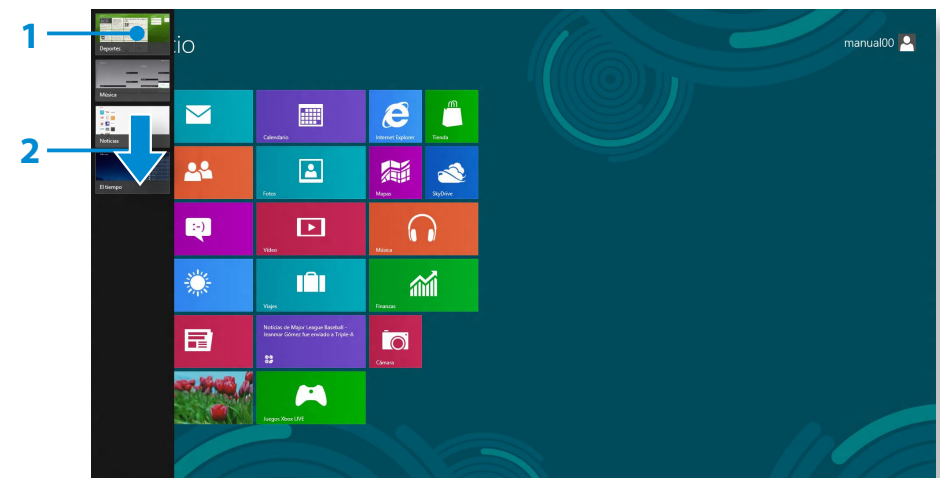 1
Deportes
cio
manual00
Música
Noticias
2
El tiempo
Calendario
Internet Explorer
Tienda
Fotos
Mapas
SkyDrive
Vídeo
Música
Viajes
Finanzas
Noticias de Major League Baseball -
Jeanmar Gómez fue enviado a Triple-A
Cámara
Juegos Xbox LIVE